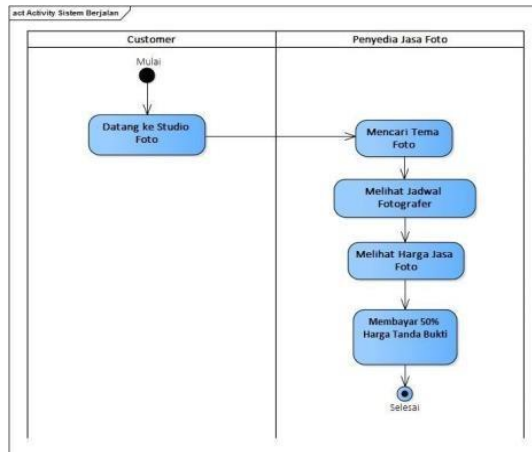 act Activity Sistem Berjalan
Customer
Penyedia Jasa Foto
Mulai
Datang ke Studio
Foto
Mencari Tema
Foto
Melihat Jadwal
Fotografer
Melihat Harga Jasa
Foto
Membayar 50%
Harga Tanda Bukti
Selesai